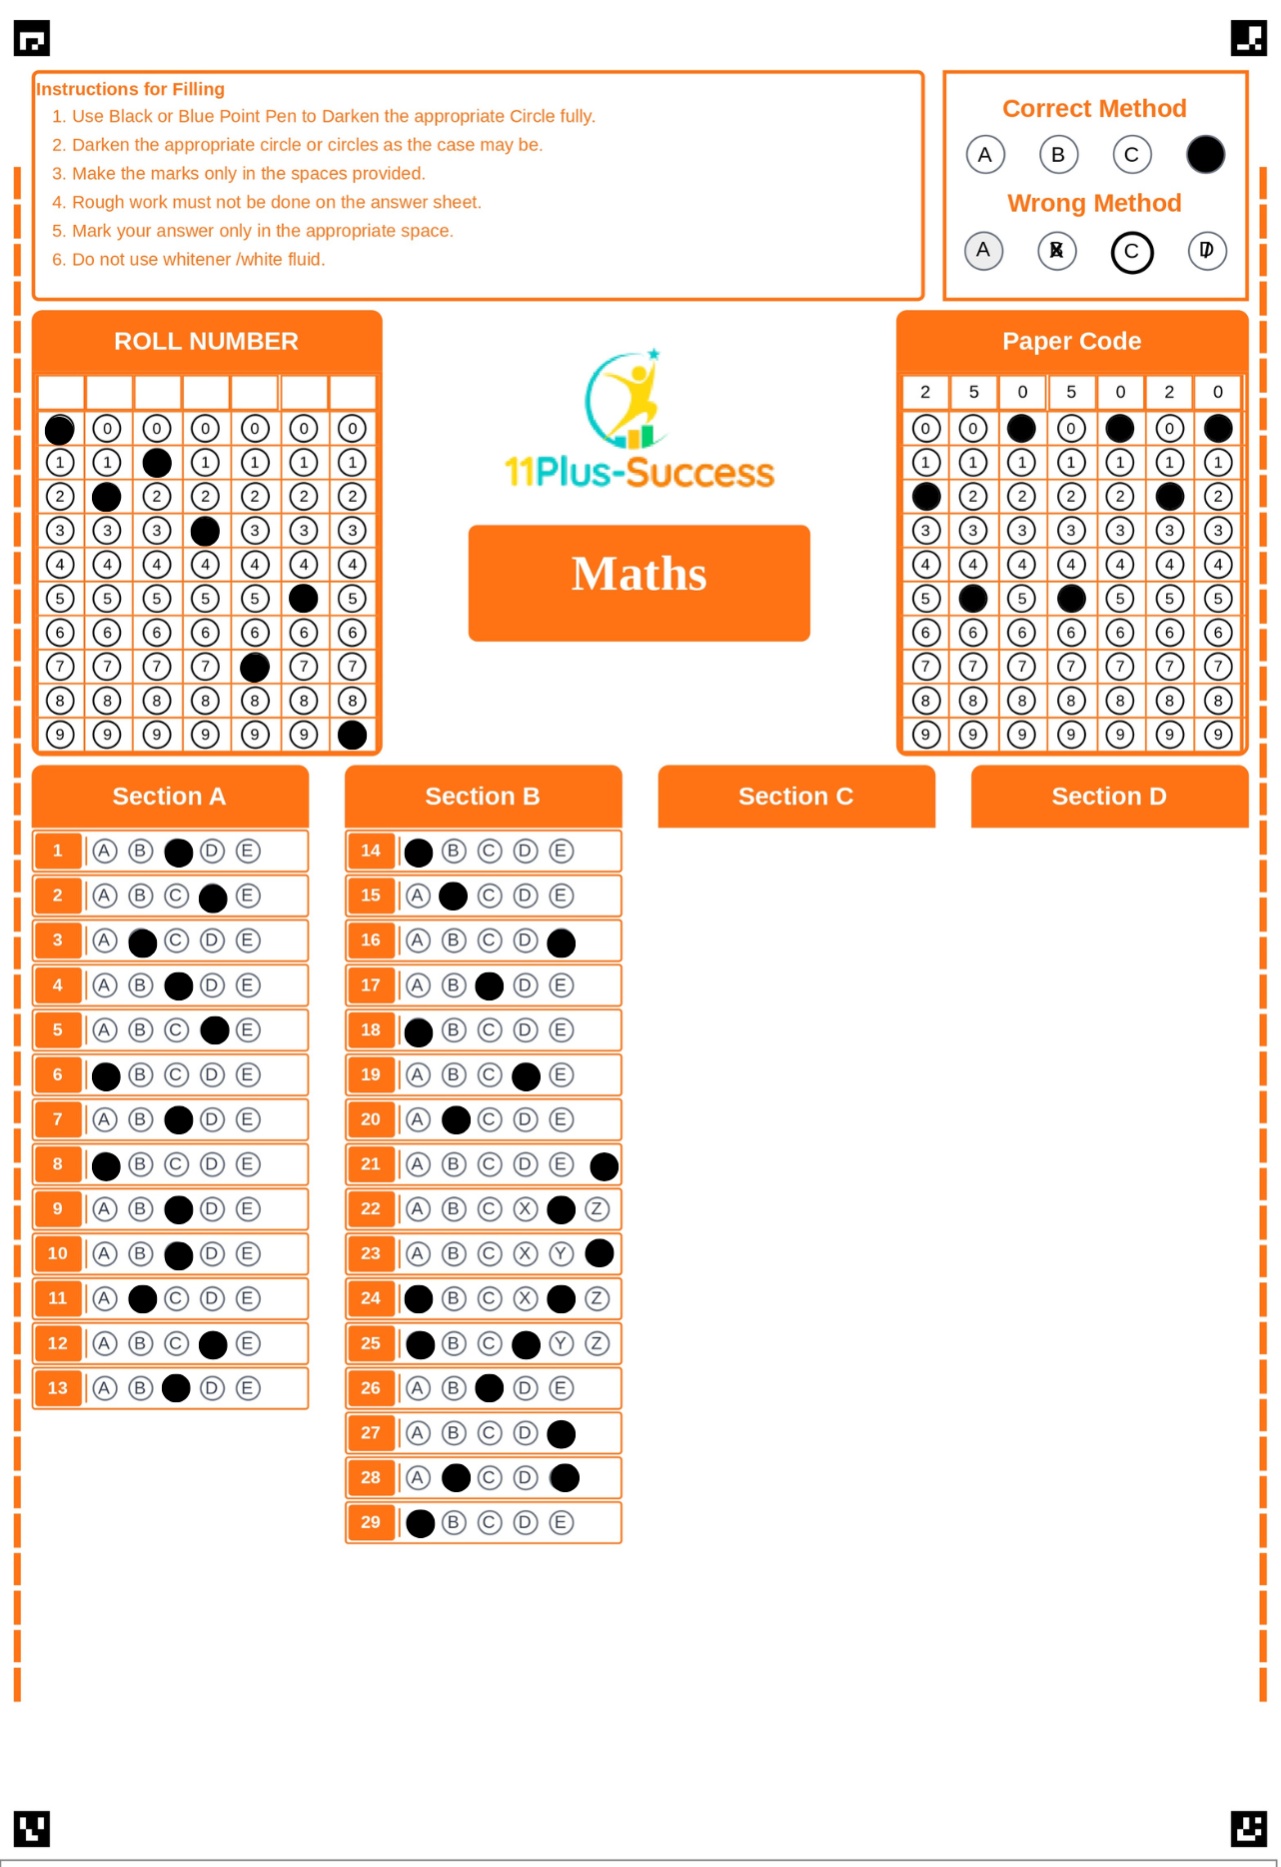 Instructions for Filling
1. Use Black or Blue Point Pen to Darken the appropriate Circle fully.
2. Darken the appropriate circle or circles as the case may be.
3. Make the marks only in the spaces provided.
4. Rough work must not be done on the answer sheet.
5. Mark your answer only in the appropriate space.
6. Do not use whitener /white fluid.
Correct Method
A B C
Wrong Method
A B C D
ROLL NUMBER
0 0 0 0 0 0
1 1 1 1 1 1
2 2 2 2 2 2
3 3 3 3 3 3
4 4 4 4 4 4 4
5 5 5 5 5 5
6 6 6 6 6 6 6
7 7 7 7 7 7
8 8 8 8 8 8 8
9 9 9 9 9 9
11Plus-Success
Maths
Paper Code
2 5 0 5 0 2 0
0 0 0 0
1 1 1 1 1 1 1
2 2 2 2 2
3 3 3 3 3 3 3
4 4 4 4 4 4 4
5 5 5 5 5
6 6 6 6 6 6 6
7 7 7 7 7 7 7
8 8 8 8 8 8 8
9 9 9 9 9 9 9
Section A
1 A B D E
2 A B C E
3 A C D E
4 A B D E
5 A B C E
6 B C D E
7 A B D E
8 B C D E
9 A B D E
10 A B D E
11 A C D E
12 A B C E
13 A B D E
Section B
14 B C D E
15 A C D E
16 A B C D
17 A B D E
18 B C D E
19 A B C E
20 A C D E
21 A B C D E
22 A B C X Z
23 A B C X Y
24 B C X Z
25 B C Y Z
26 A B D E
27 A B C D
28 A C D
29 B C D E
Section C
Section D